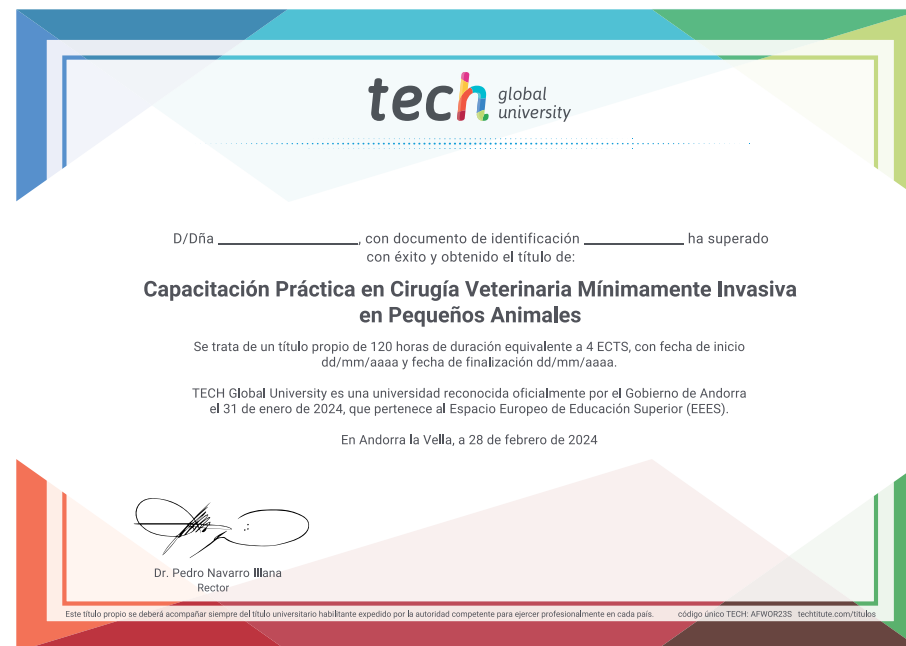 tech global university
D/Dña ____________________, con documento de identificación ______________ ha superado
con éxito y obtenido el título de:
Capacitación Práctica en Cirugía Veterinaria Mínimamente Invasiva
en Pequeños Animales
Se trata de un título propio de 120 horas de duración equivalente a 4 ECTS, con fecha de inicio
dd/mm/aaaa y fecha de finalización dd/mm/aaaa.
TECH Global University es una universidad reconocida oficialmente por el Gobierno de Andorra
el 31 de enero de 2024, que pertenece al Espacio Europeo de Educación Superior (EEES).
En Andorra la Vella, a 28 de febrero de 2024
Dr. Pedro Navarro Illana
Rector
Este título propio se deberá acompañar siempre del título universitario habilitante expedido por la autoridad competente para ejercer profesionalmente en cada país. código único TECH: AFWOR23S techtitute.com/titulos